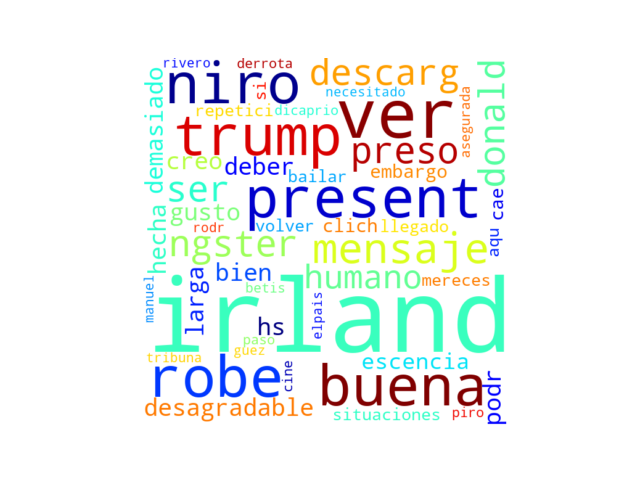 rivero derrota
niro si descarg donald
necesitado
repetici dicaprio asegurada
trump ver
demasiado creo deber preso
bailar embargo
ser present cae
gusto volver clich llegado
rodr aqu
hecha ngster mensaje
larga bien humano mereces
manuel betis elpais
irland
hs paso
tribuna guez escencia
robe cine buena podr
desagradable situaciones piro